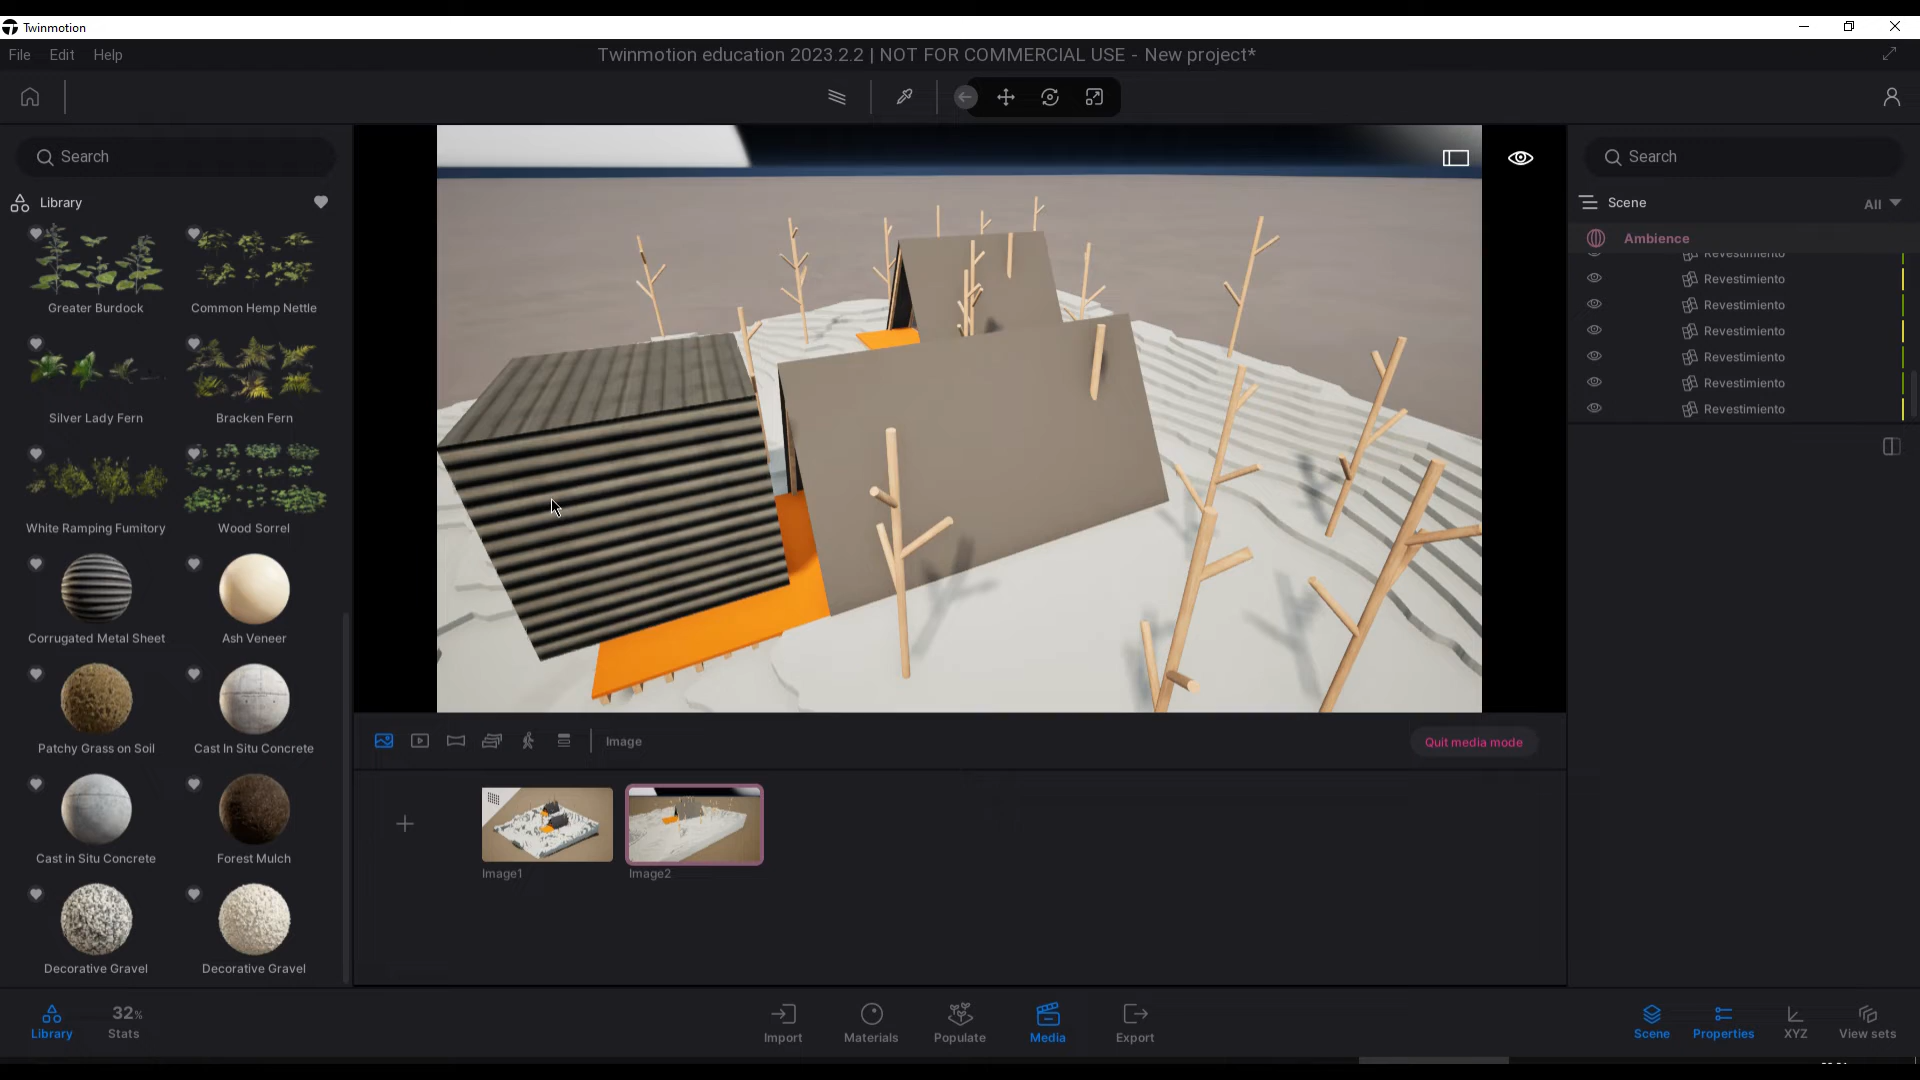 Twinmotion
File Edit Help
Twinmotion education 2023.2.2 | NOT FOR COMMERCIAL USE - New project*
Search
Library
Greater Burdock
Common Hemp Nettle
Silver Lady Fern
Bracken Fern
White Ramping Fumitory
Wood Sorrel
Corrugated Metal Sheet
Ash Veneer
Patchy Grass on Soil
Cast In Situ Concrete
Cast in Situ Concrete
Forest Mulch
Decorative Gravel
Decorative Gravel
Search
Scene
All
Ambience
Revestimiento
Revestimiento
Revestimiento
Revestimiento
Revestimiento
Revestimiento
Revestimiento
Image
Quit media mode
Image1
Image2
Library
32%
Stats
Import
Materials
Populate
Media
Export
Scene
Properties
XYZ
View sets